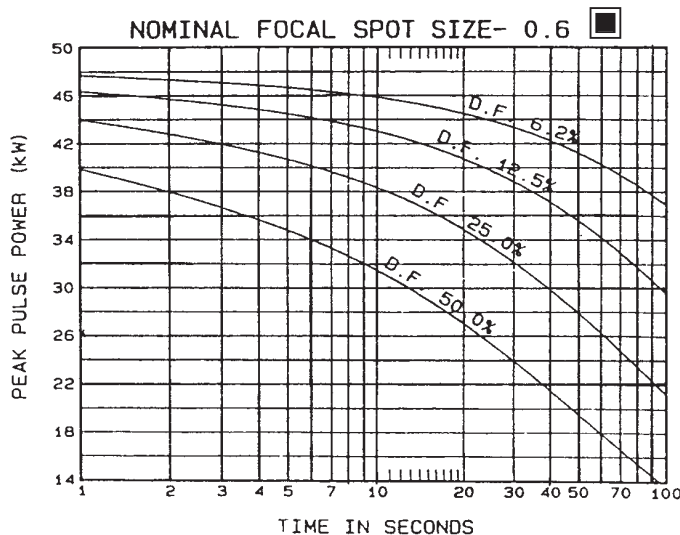 NOMINAL FOCAL SPOT SIZE- 0.6
50
46
42
38
34
30
26
22
18
14
PEAK PULSE POWER (kW)
D.F. 6.2%
D.F. 12.5%
D.F. 25.0%
D.F. 50.0%
1 2 3 4 5 7 10 20 30 40 50 70 100
TIME IN SECONDS